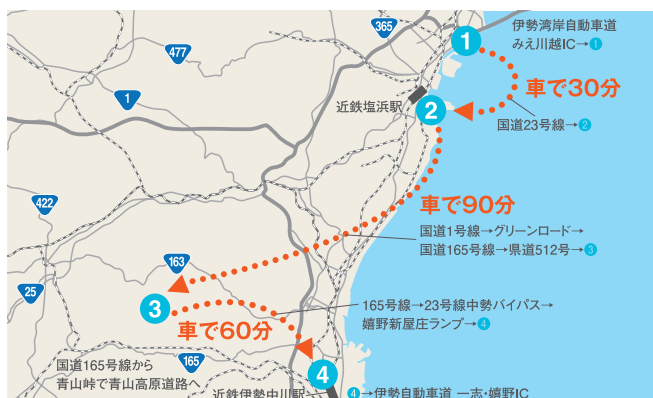 365
1
伊勢湾岸自動車道
みえ川越IC→1
477
1
近鉄塩浜駅
2
車で30分
国道23号線→2
422
車で90分
国道1号線→グリーンロード→
国道165号線→県道512号→3
163
25
3
車で60分
165号線→23号線中勢バイパス→
嬉野新屋庄ランプ→4
国道165号線から
青山峠で青山高原道路へ
165
4
近鉄伊勢中川駅
4→伊勢自動車道 一志・嬉野IC